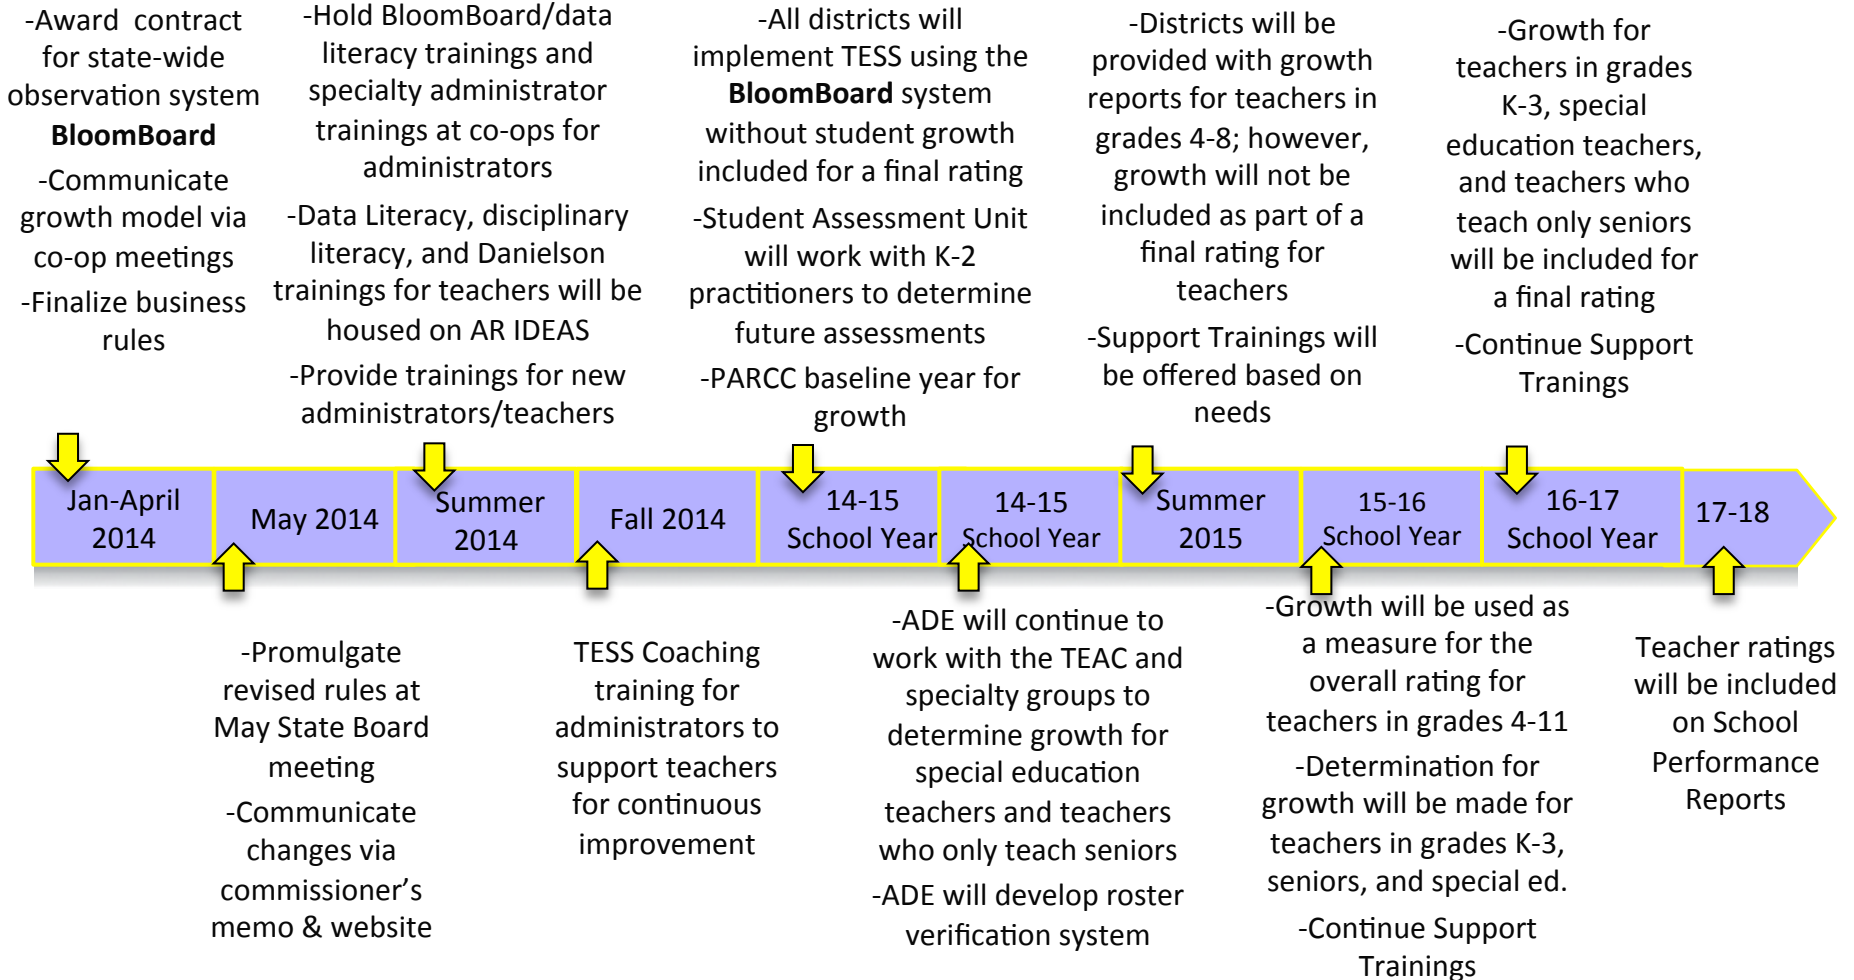 -Award  contract
for state-wide
observation system
BloomBoard
-Communicate
growth model via
co-op meetings
-Finalize business
rules
-Hold BloomBoard/data
literacy trainings and
specialty administrator
trainings at co-ops for
administrators
-Data Literacy, disciplinary
literacy, and Danielson
trainings for teachers will be
housed on AR IDEAS
-Provide trainings for new
administrators/teachers
-All districts will
implement TESS using the
BloomBoard system
without student growth
included for a final rating
-Student Assessment Unit
will work with K-2
practitioners to determine
future assessments
-PARCC baseline year for
growth
-Districts will be
provided with growth
reports for teachers in
grades 4-8; however,
growth will not be
included as part of a
final rating for
teachers
-Support Trainings will
be offered based on
needs
-Growth for
teachers in grades
K-3, special
education teachers,
and teachers who
teach only seniors
will be included for
a final rating
-Continue Support
Tranings
Jan-April
2014
May 2014
Summer
2014
Fall 2014
14-15
School Year
14-15
School Year
Summer
2015
15-16
School Year
16-17
School Year
17-18
-Promulgate
revised rules at
May State Board
meeting
-Communicate
changes via
commissioner's
memo & website
TESS Coaching
training for
administrators to
support teachers
for continuous
improvement
-ADE will continue to
work with the TEAC and
specialty groups to
determine growth for
special education
teachers and teachers
who only teach seniors
-ADE will develop roster
verification system
-Growth will be used as
a measure for the
overall rating for
teachers in grades 4-11
-Determination for
growth will be made for
teachers in grades K-3,
seniors, and special ed.
-Continue Support
Trainings
Teacher ratings
will be included
on School
Performance
Reports